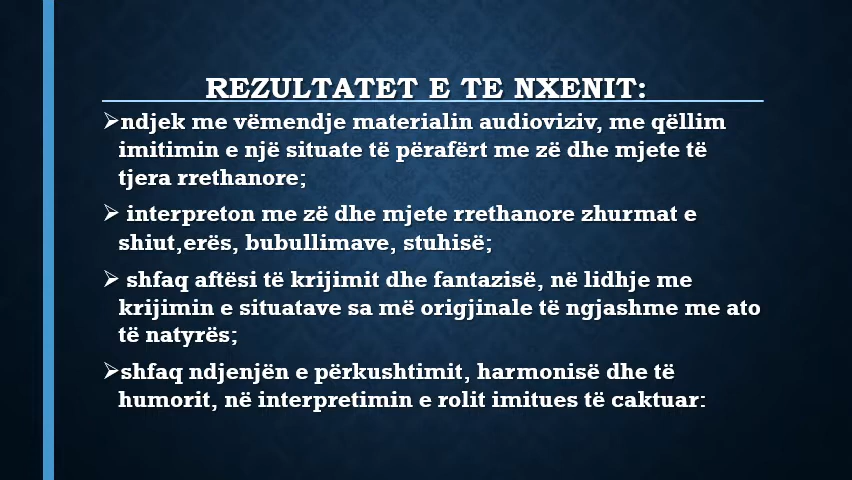 REZULTATET E TE NXENIT:
➢ndjek me vëmendje materialin audioviziv, me qëllim
imitimin e një situate të përafërt me zë dhe mjete të
tjera rrethanore;
➢ interpreton me zë dhe mjete rrethanore zhurmat e
shiut,erës, bubullimave, stuhisë;
➢ shfaq aftësi të krijimit dhe fantazisë, në lidhje me
krijimin e situatave sa më origjinale të ngjashme me ato
të natyrës;
➢shfaq ndjenjën e përkushtimit, harmonisë dhe të
humorit, në interpretimin e rolit imitues të caktuar: